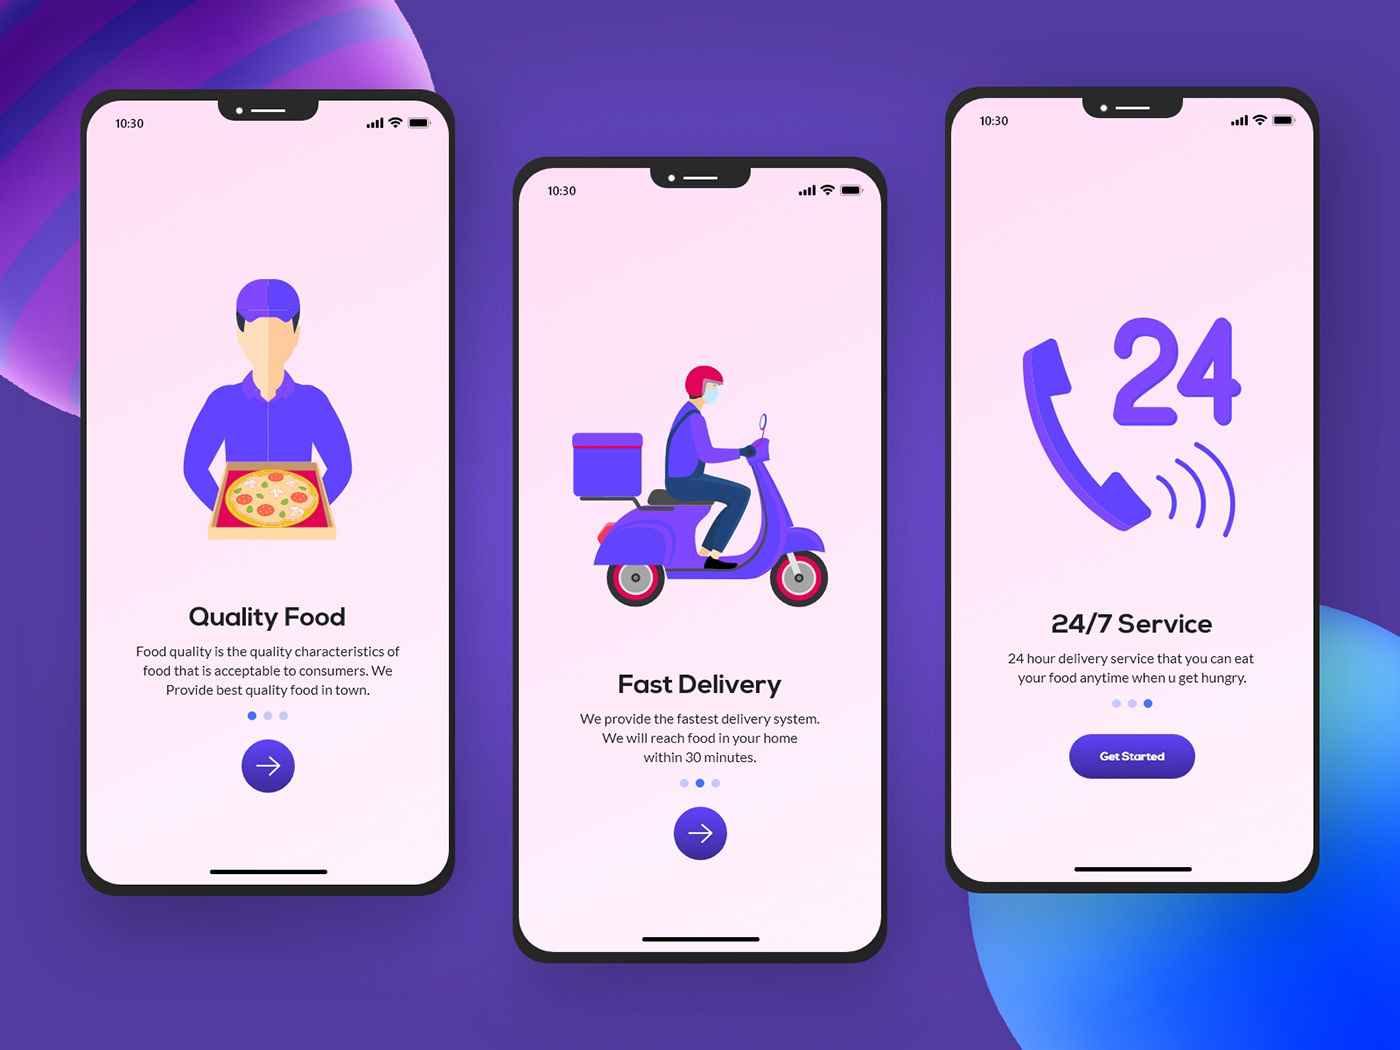 10:30
Quality Food
Food quality is the quality characteristics of
food that is acceptable to consumers. We
Provide best quality food in town.
10:30
Fast Delivery
We provide the fastest delivery system.
We will reach food in your home
within 30 minutes.
10:30
24
24/7 Service
24 hour delivery service that you can eat
your food anytime when u get hungry.
Get Started